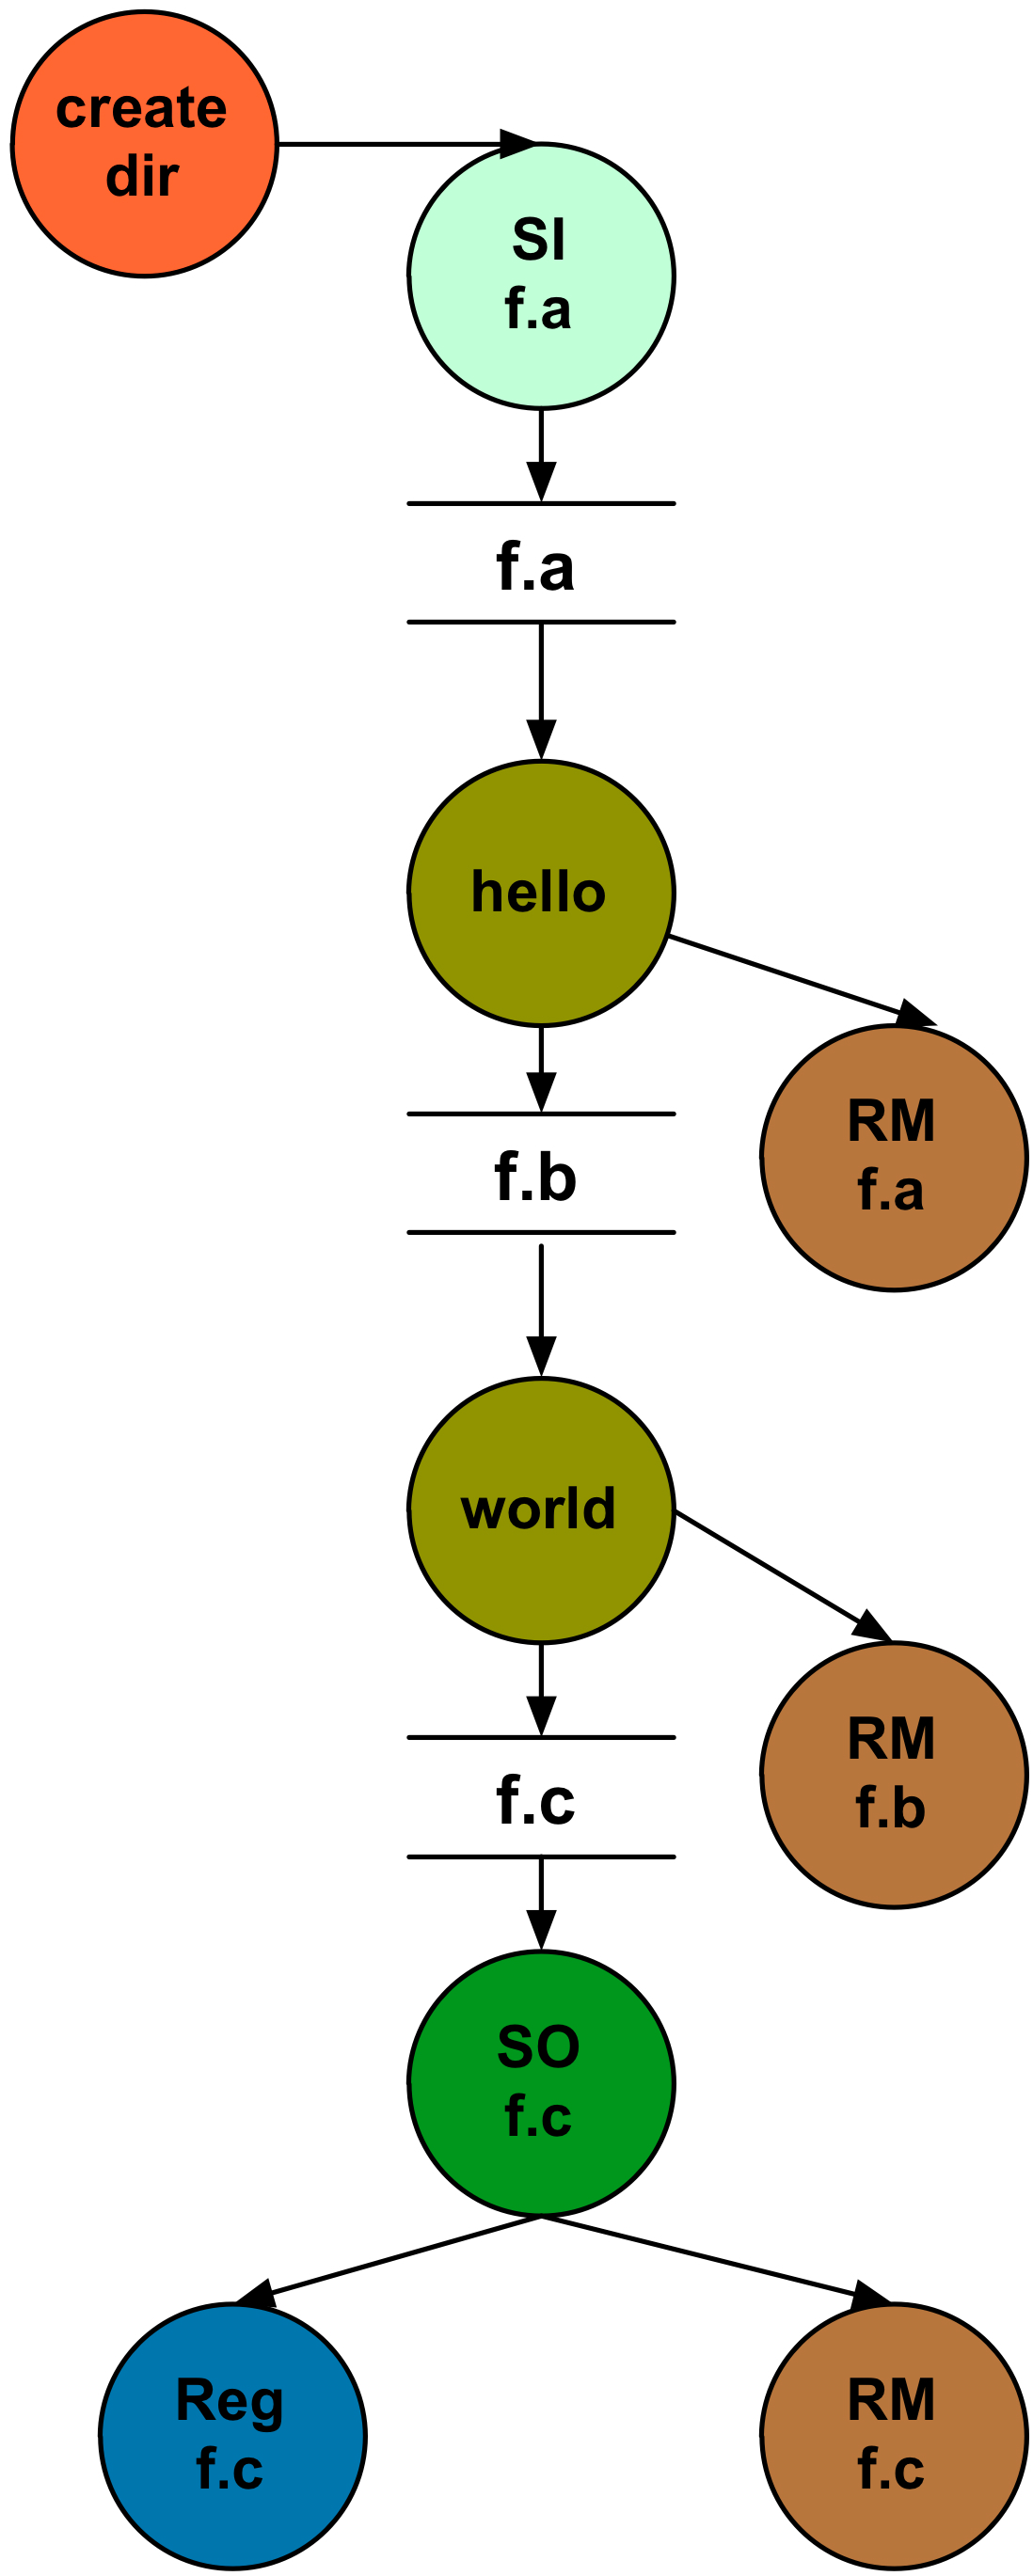 create
dir
SI
f.a
f.a
hello
RM
f.a
f.b
world
RM
f.b
f.c
SO
f.c
Reg
f.c
RM
f.c